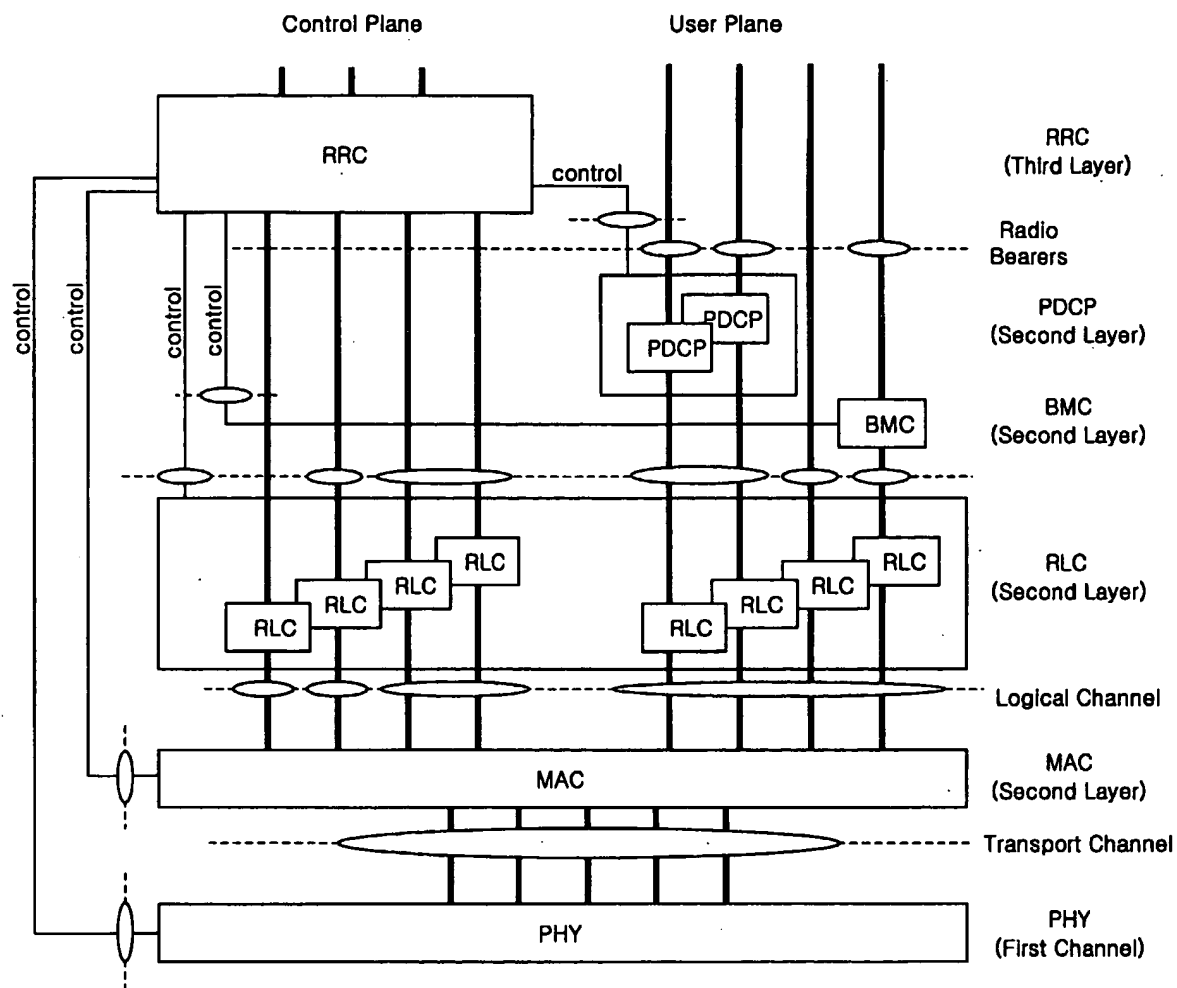 Control Plane
User Plane
RRC
RRC
(Third Layer)
control
Radio
Bearers
control
control
control
control
PDCP
PDCP
PDCP
(Second Layer)
BMC
BMC
(Second Layer)
RLC
RLC
RLC
RLC
RLC
RLC
RLC
RLC
RLC
(Second Layer)
Logical Channel
MAC
MAC
(Second Layer)
Transport Channel
PHY
PHY
(First Channel)